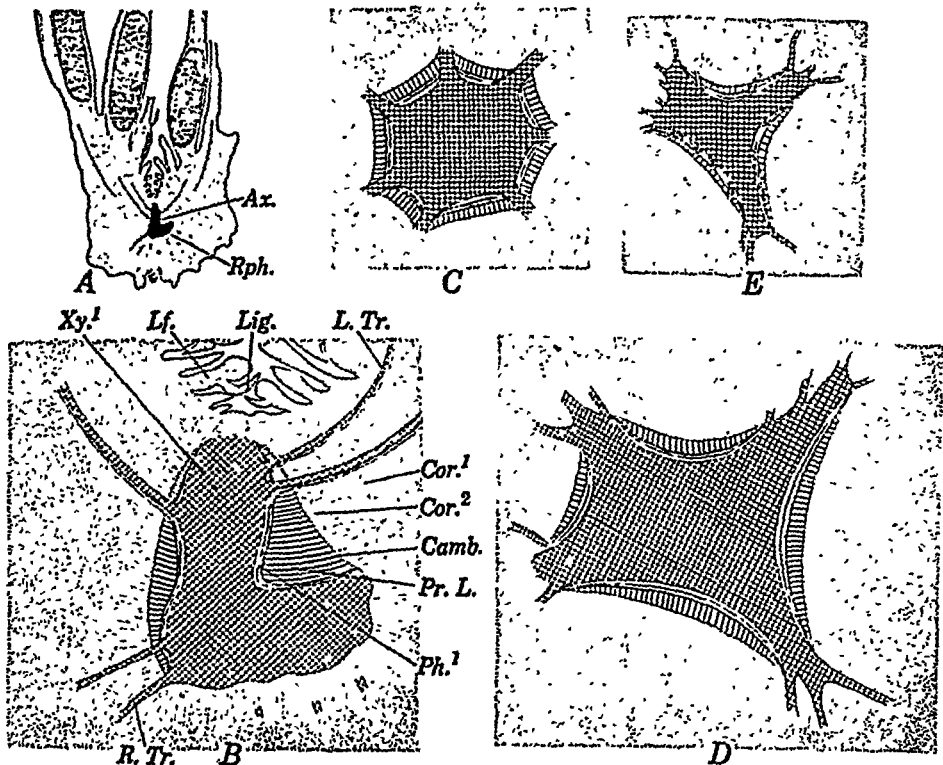 Ax.
Rph.
A
C
E
Xy.¹ Lf. Lig. L. Tr.
Cor.¹
Cor.²
Camb.
Pr. L.
Ph.¹
R. Tr.
B
D